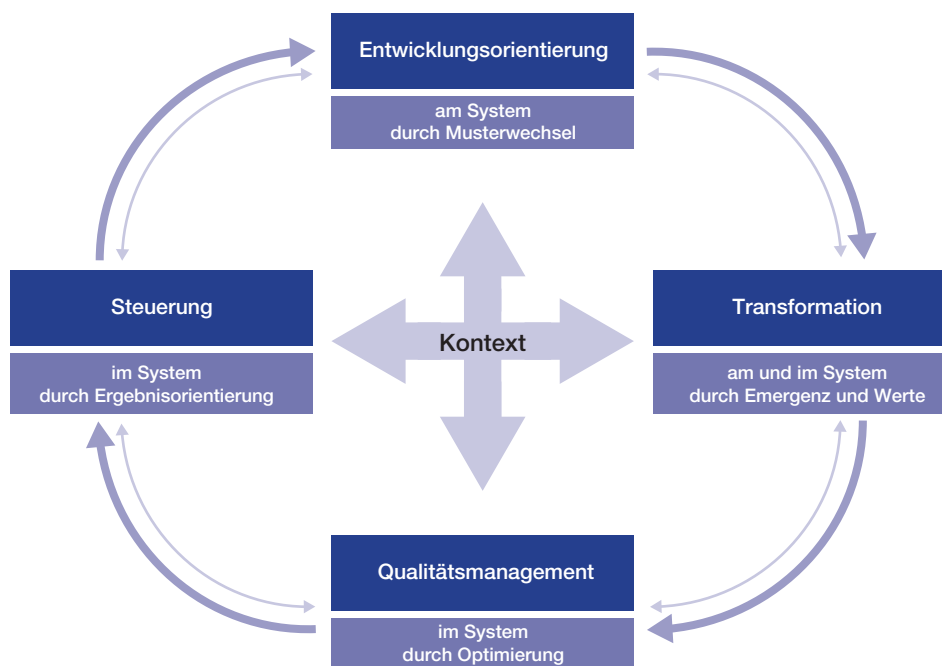 Entwicklungsorientierung
am System
durch Musterwechsel
Steuerung
im System
durch Ergebnisorientierung
Kontext
Transformation
am und im System
durch Emergenz und Werte
Qualitätsmanagement
im System
durch Optimierung